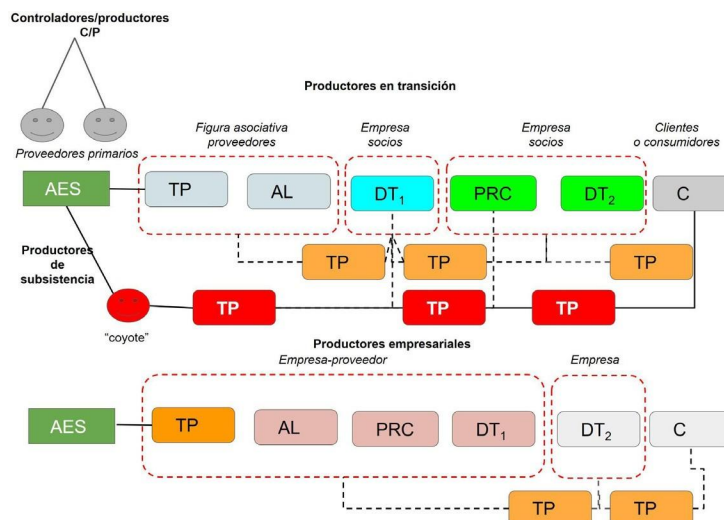 Controladores/productores
C/P
Productores en transición
Figura asociativa
proveedores
Empresa
socios
Empresa
socios
Clientes
o consumidores
Proveedores primarios
AES
TP
AL
DT₁
PRC
DT₂
C
Productores
de
subsistencia
TP
TP
TP
TP
TP
TP
“coyote”
Productores empresariales
Empresa-proveedor
Empresa
AES
TP
AL
PRC
DT₁
DT₂
C
TP
TP